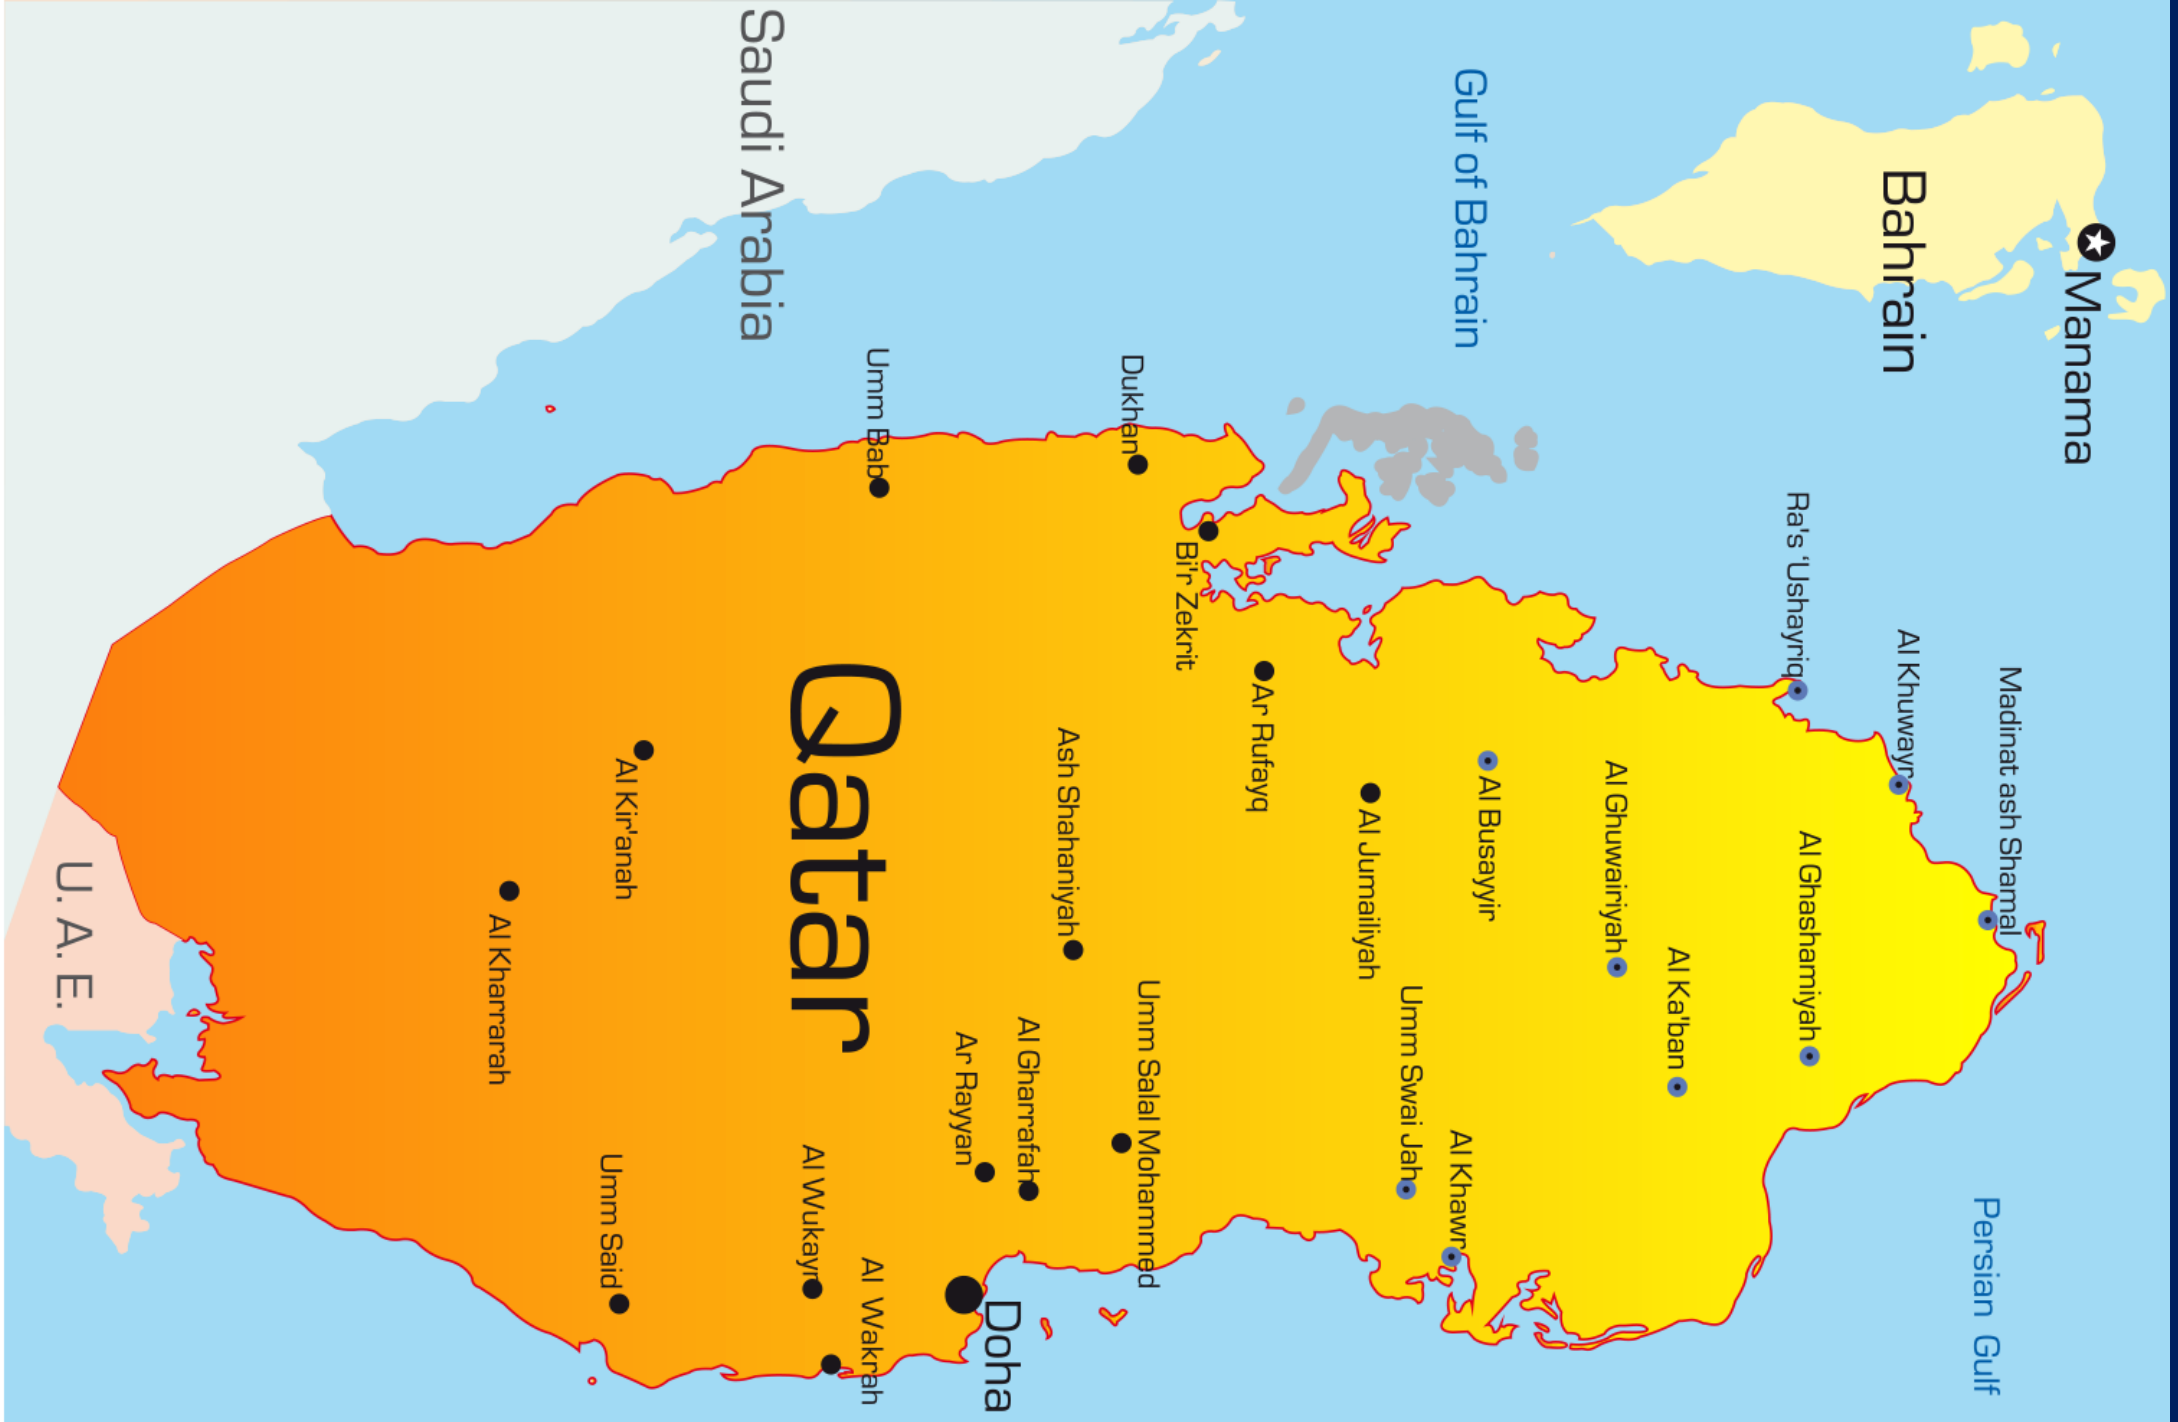 Manama
Madinat ash Shamal
Persian Gulf
Bahrain
Al Khuwayr
Al Ghashamiyah
Ra's ‘Ushayriq
Al Ka'ban
Al Ghuwairiyah
Al Busayyir
Gulf of Bahrain
Al Khawr
Umm Swai Jah
Al Jumailiyah
Ar Rufayq
Bi'r Zekrit
Umm Salal Mohammed
Dukhan
Ash Shahaniyah
Al Gharrafah
Doha
Ar Rayyan
Umm Bab
Al Wakrah
Qatar
Al Wukayr
Saudi Arabia
Al Kir'anah
Umm Said
Al Kharrarah
U. A. E.